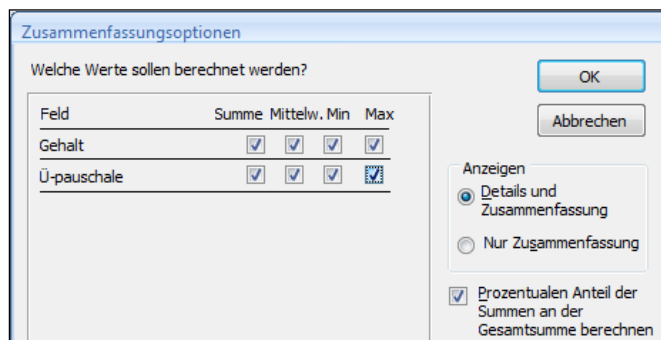 Zusammenfassungsoptionen
Welche Werte sollen berechnet werden?
OK
Abbrechen
Feld Summe Mittelw. Min Max
Gehalt
Ü-pauschale
Anzeigen
Details und
Zusammenfassung
Nur Zusammenfassung
Prozentualen Anteil der
Summen an der
Gesamtsumme berechnen